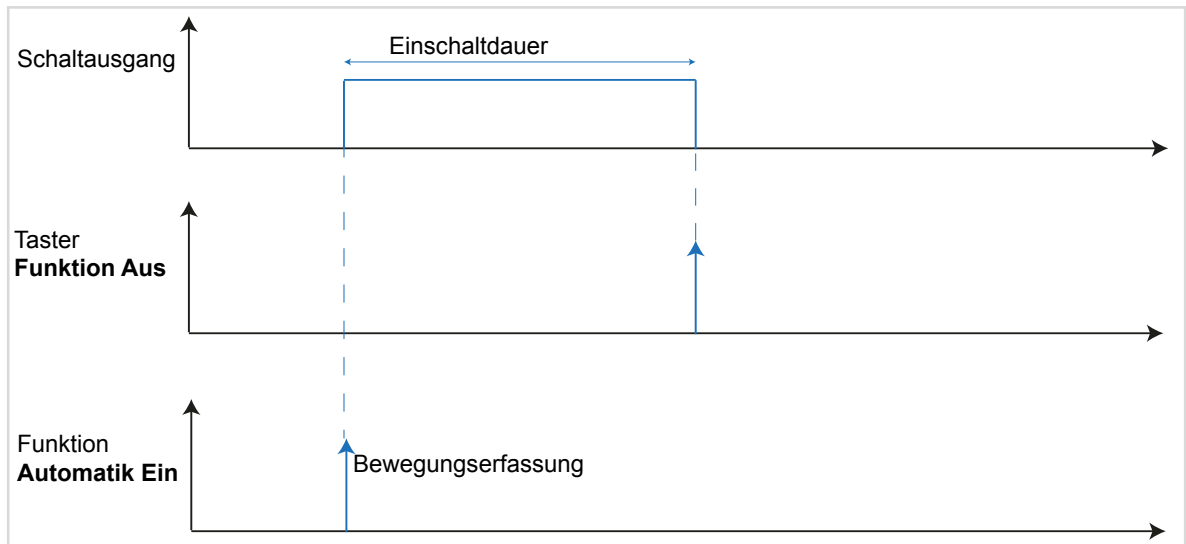 Einschaltdauer
Schaltausgang
Taster
Funktion Aus
Funktion
Automatik Ein
Bewegungserfassung